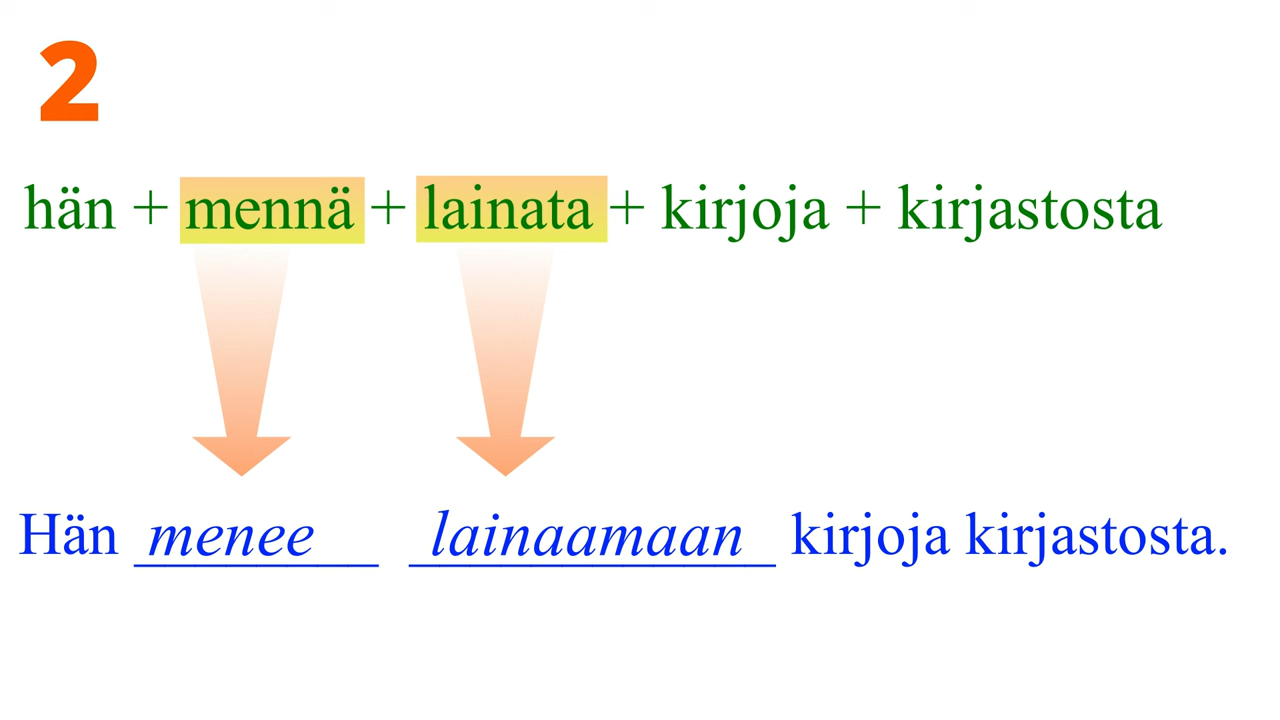 2
hän + mennä + lainata + kirjoja + kirjastosta
Hän menee lainaamaan kirjoja kirjastosta.